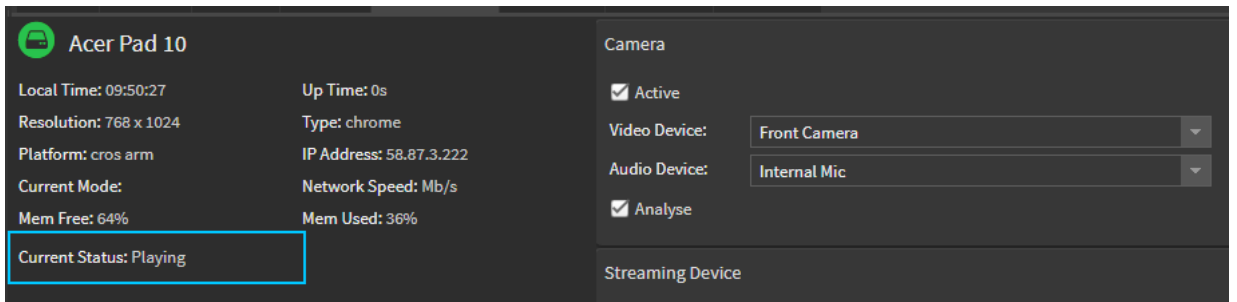 Acer Pad 10
Local Time: 09:50:27
Up Time: 0s
Resolution: 768 x 1024
Type: chrome
Platform: cros arm
IP Address: 58.87.3.222
Current Mode:
Network Speed: Mb/s
Mem Free: 64%
Mem Used: 36%
Current Status: Playing
Camera
Active
Video Device:
Front Camera
Audio Device:
Internal Mic
Analyse
Streaming Device